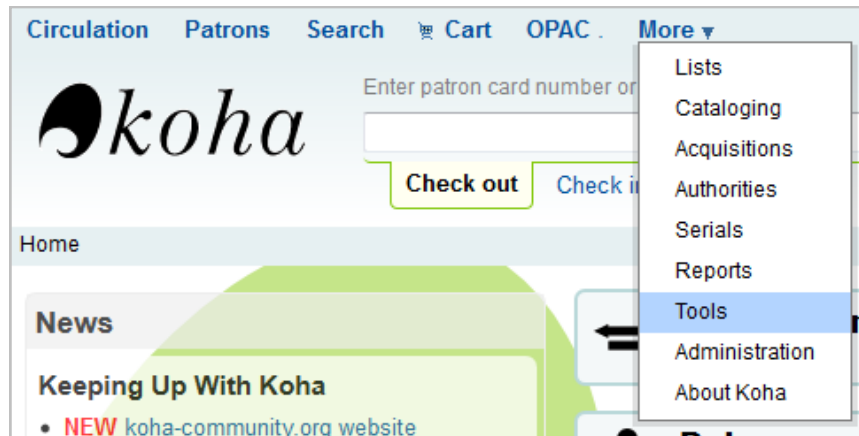 Circulation Patrons Search Cart OPAC . More ▼
Lists
Cataloging
Acquisitions
Authorities
Serials
Reports
Tools
Administration
About Koha
koha
Enter patron card number or
Check out Check
Home
News
Keeping Up With Koha
• NEW koha-community.org website